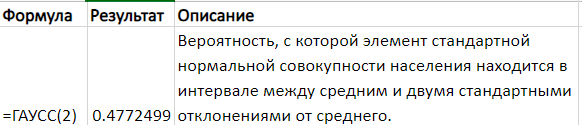 Формула Результат Описание
Вероятность, с которой элемент стандартной
нормальной совокупности населения находится в
интервале между средним и двумя стандартными
=ГАУСС(2) 0.4772499 отклонениями от среднего.